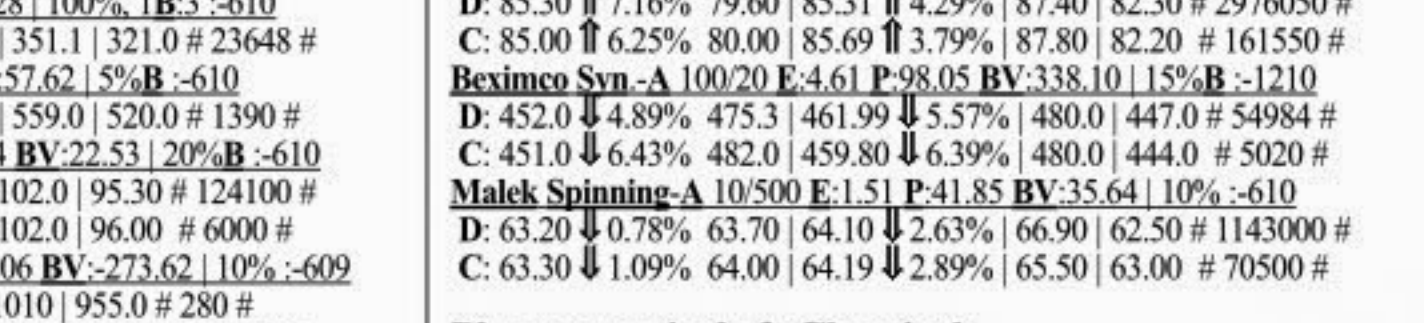 28 | 100%, 1B:3 :-610
| 351.1 | 321.0 # 23648 #
:57.62 | 5%B :-610
| 559.0 | 520.0 # 1390 #
BV:22.53 | 20%B :-610
102.0 | 95.30 # 124100 #
102.0 | 96.00 # 6000 #
06 BV:-273.62 | 10% :-609
010 | 955.0 # 280 #
D: 85.30 ⇑ 7.16% 79.60 | 85.31 ⇑ 4.29% | 87.40 | 82.30 # 2976050 #
C: 85.00 ⇑ 6.25% 80.00 | 85.69 ⇑ 3.79% | 87.80 | 82.20 # 161550 #
Beximco Syn.-A 100/20 E:4.61 P:98.05 BV:338.10 | 15%B :-1210
D: 452.0 ⇓ 4.89% 475.3 | 461.99 ⇓ 5.57% | 480.0 | 447.0 # 54984 #
C: 451.0 ⇓ 6.43% 482.0 | 459.80 ⇓ 6.39% | 480.0 | 444.0 # 5020 #
Malek Spinning-A 10/500 E:1.51 P:41.85 BV:35.64 | 10% :-610
D: 63.20 ⇓ 0.78% 63.70 | 64.10 ⇓ 2.63% | 66.90 | 62.50 # 1143000 #
C: 63.30 ⇓ 1.09% 64.00 | 64.19 ⇓ 2.89% | 65.50 | 63.00 # 70500 #